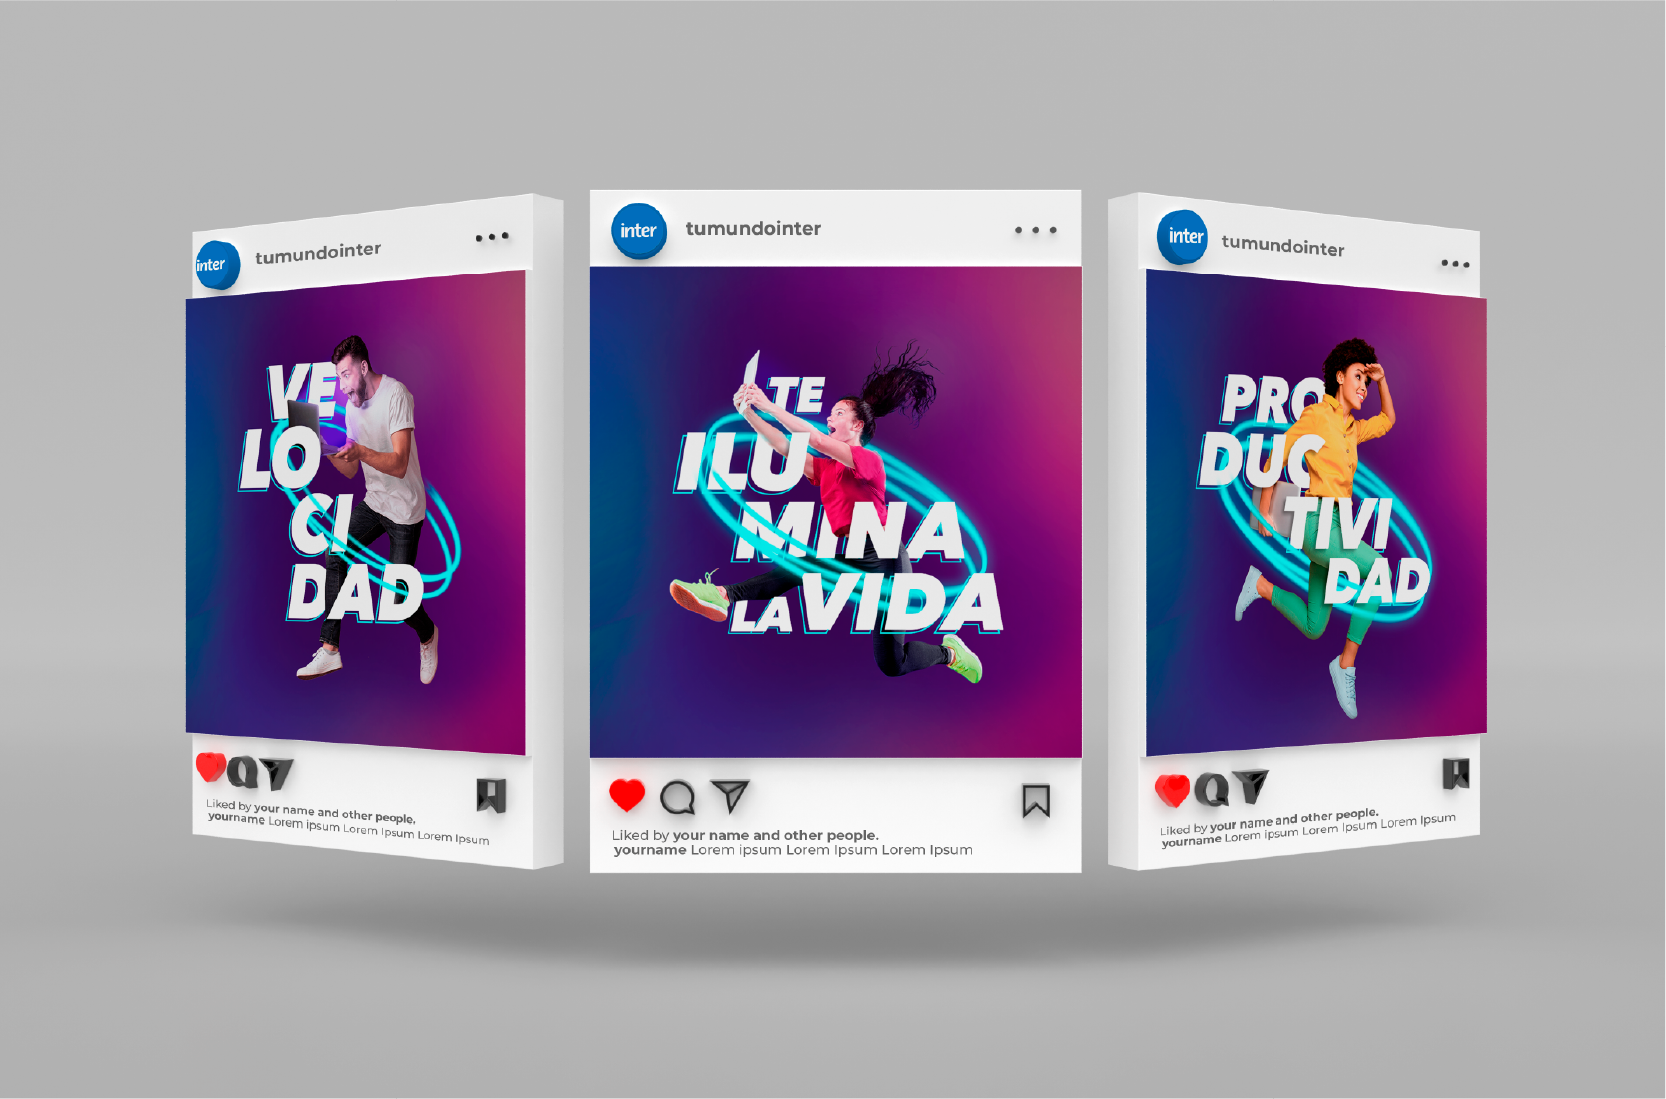 inter
tumundointer
VE
LO
CI
DAD
Liked by your name and other people,
yourname Lorem ipsum Lorem Ipsum Lorem Ipsum
inter
tumundointer
TE
ILU
MINA
LA VIDA
Liked by your name and other people.
yourname Lorem ipsum Lorem Ipsum Lorem Ipsum
inter
tumundointer
PRO
DUC
TIVI
DAD
Liked by your name and other people.
yourname Lorem ipsum Lorem Ipsum Lorem Ipsum